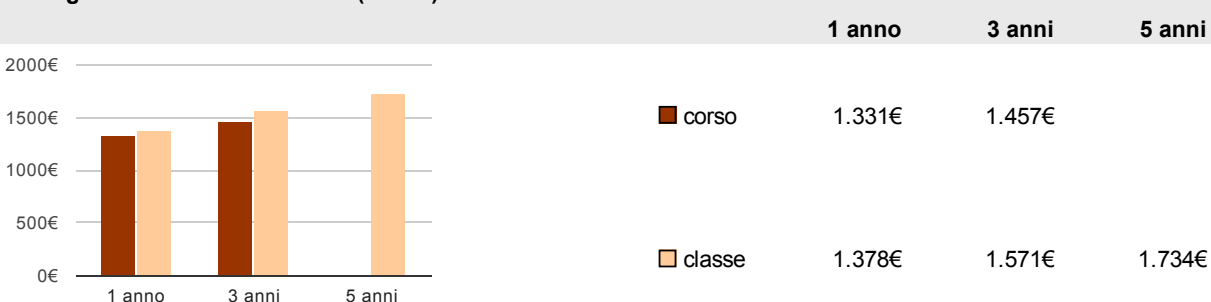 1 anno 3 anni 5 anni
2000€
1500€
1000€
500€
0€
1 anno 3 anni 5 anni
corso 1.331€ 1.457€
classe 1.378€ 1.571€ 1.734€